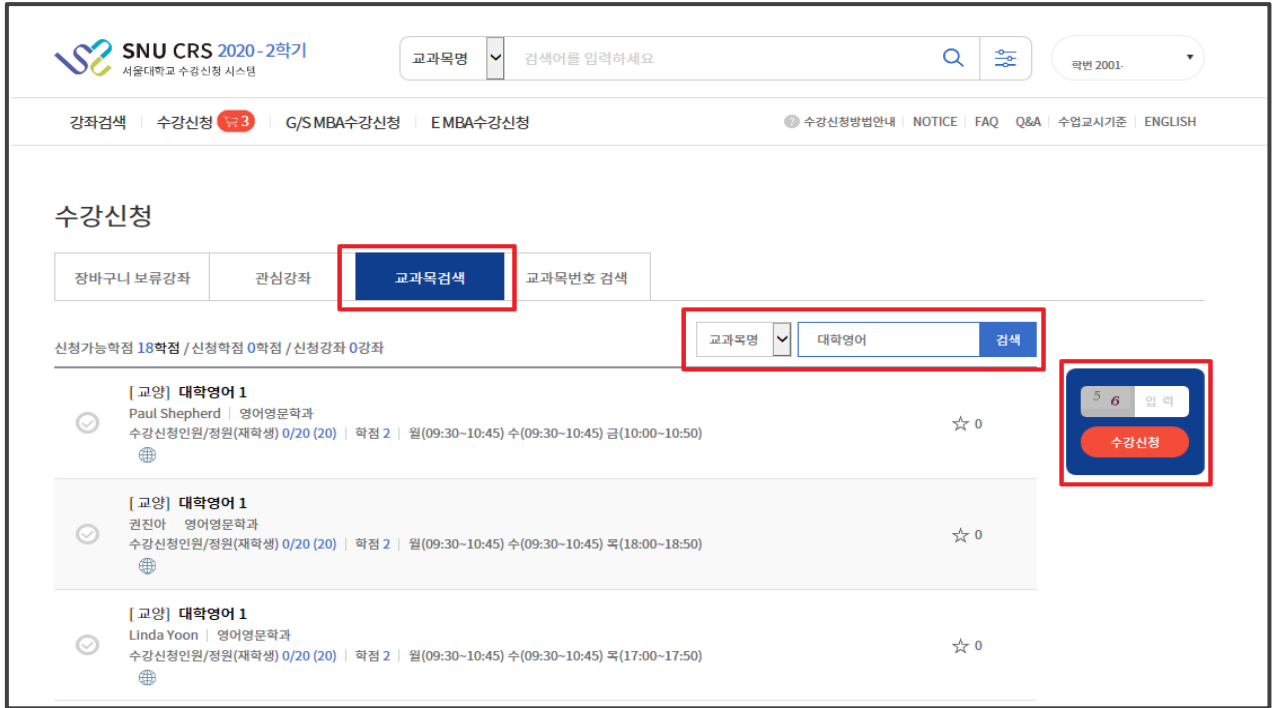 SNU CRS 2020-2학기
서울대학교 수강신청 시스템
교과목명 검색어를 입력하세요
학번 2001-
강좌검색 수강신청 3 G/S MBA수강신청 E MBA수강신청
? 수강신청방법안내 NOTICE FAQ Q&A 수업교시기준 ENGLISH
수강신청
장바구니 보류강좌 관심강좌 교과목검색 교과목번호 검색
신청가능학점 18학점 / 신청학점 0학점 / 신청강좌 0강좌
교과목명 대학영어 검색
[교양] 대학영어 1
Paul Shepherd | 영어영문학과
수강신청인원/정원(재학생) 0/20 (20) | 학점 2 | 월(09:30~10:45) 수(09:30~10:45) 금(10:00~10:50)
☆ 0
5 6 입력
수강신청
[교양] 대학영어 1
권진아 영어영문학과
수강신청인원/정원(재학생) 0/20 (20) | 학점 2 | 월(09:30~10:45) 수(09:30~10:45) 목(18:00~18:50)
☆ 0
[교양] 대학영어 1
Linda Yoon | 영어영문학과
수강신청인원/정원(재학생) 0/20 (20) | 학점 2 | 월(09:30~10:45) 수(09:30~10:45) 목(17:00~17:50)
☆ 0